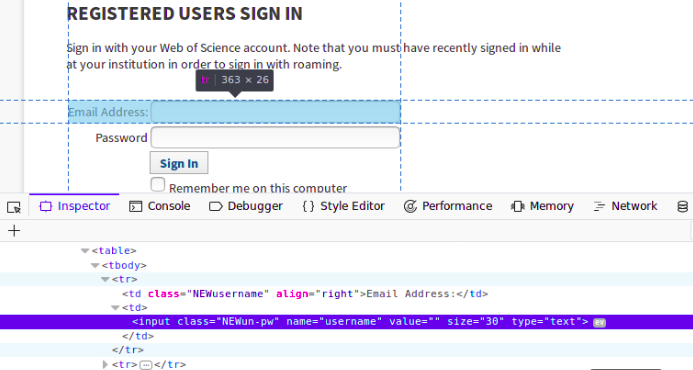 REGISTERED USERS SIGN IN
Sign in with your Web of Science account. Note that you must have recently signed in while
at your institution in order to sign in with roaming.
tr | 363 × 26
Email Address:
Password
Sign In
Remember me on this computer
Inspector Console Debugger { } Style Editor Performance Memory Network
+
<table>
<tbody>
<tr>
<td class="NEWusername" align="right">Email Address:</td>
<td>
<input class="NEWun-pw" name="username" value="" size="30" type="text"> ev
</td>
</tr>
<tr>…</tr>